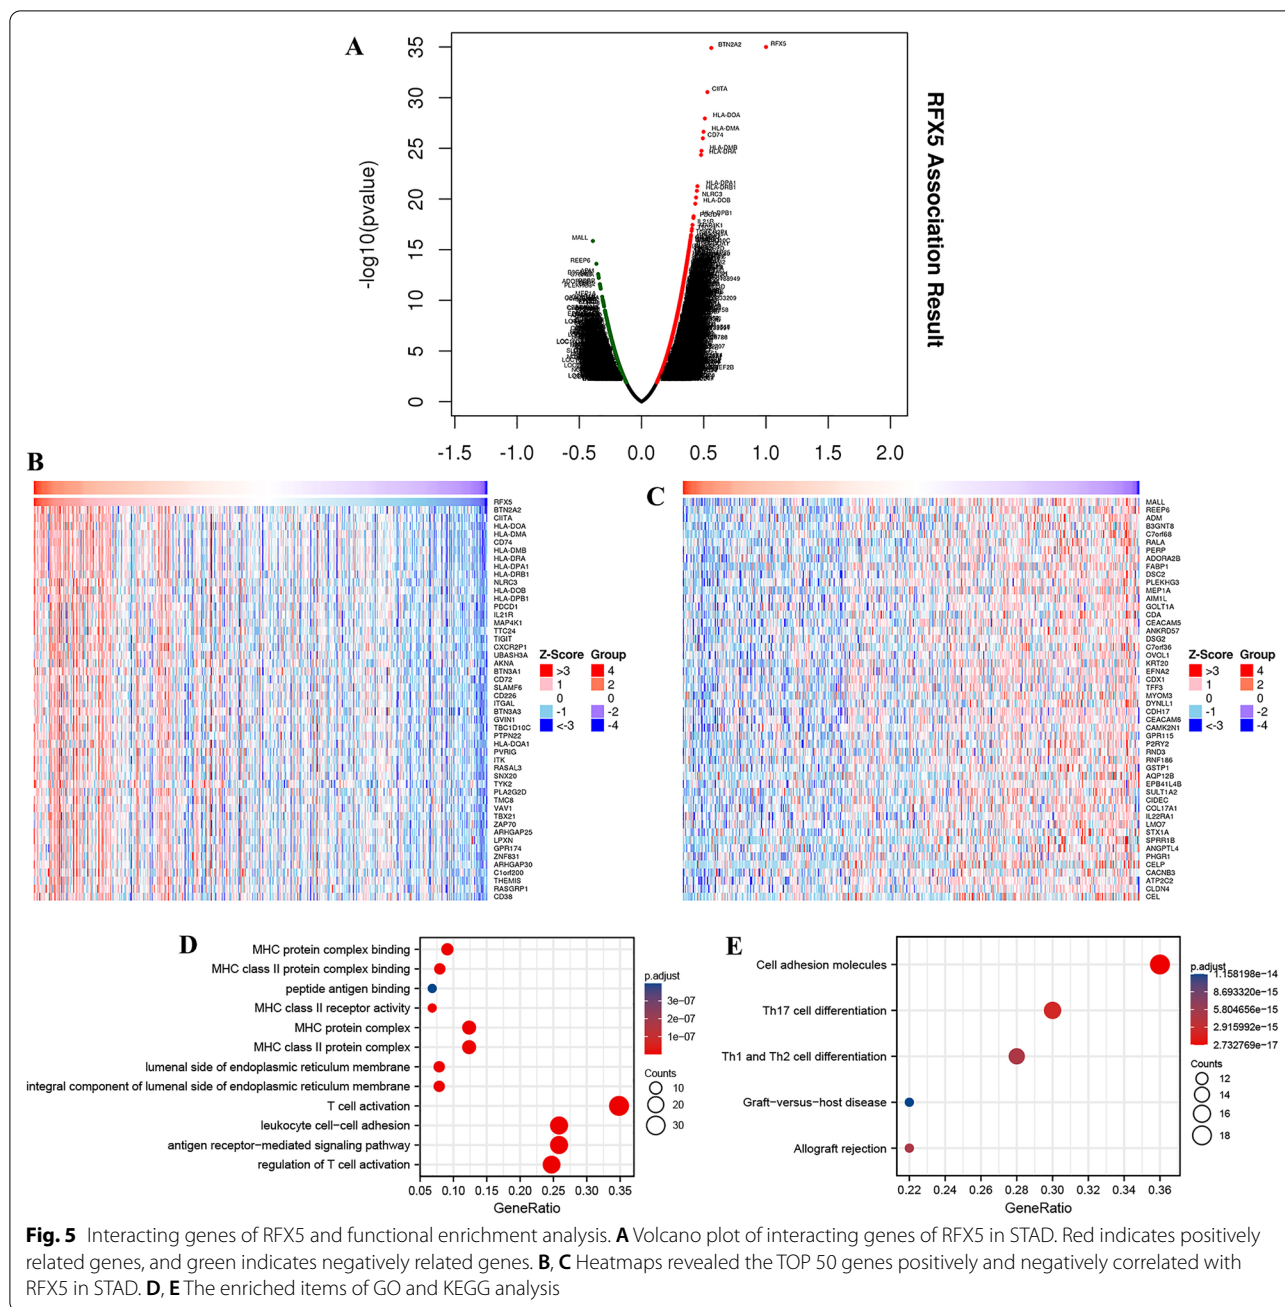 A
35
30
25
20
15
10
5
0
-log10(pvalue)
-1.5 -1.0 -0.5 0.0 0.5 1.0 1.5 2.0
RFX5 Association Result
BTN2A2
RFX5
CIITA
HLA-DOA
HLA-DMA
CD74
HLA-DMB
HLA-DRA
HLA-DPA1
HLA-DRB1
NLRC3
HLA-DOB
HLA-DPB1
PDCD1
IL21R
MALL
REEP6
B
RFX5
BTN2A2
CIITA
HLA-DOA
HLA-DMA
CD74
HLA-DMB
HLA-DRA
HLA-DPA1
HLA-DRB1
NLRC3
HLA-DOB
HLA-DPB1
PDCD1
IL21R
MAP4K1
TTC24
TIGIT
CXCR2P1
UBASH3A
AKNA
BTN3A1
CD72
SLAMF6
CD226
ITGAL
BTN3A3
GVIN1
TBC1D10C
PTPN22
HLA-DQA1
PVRIG
ITK
RASAL3
SNX20
TYK2
PLA2G2D
TMC8
VAV1
TBX21
ZAP70
ARHGAP25
LPXN
GPR174
ZNF831
ARHGAP30
C1orf200
THEMIS
RASGRP1
CD38
Z-Score Group
>3 4
1 2
0 0
-1 -2
<-3 -4
C
MALL
REEP6
ADM
B3GNT8
C7orf68
RALA
PERP
ADORA2B
FABP1
DSC2
PLEKHG3
MEP1A
AIM1L
GOLT1A
CDA
CEACAM5
ANKRD57
DSG2
C7orf36
OVOL1
KRT20
EFNA2
CDX1
TFF3
MYOM3
DYNLL1
CDH17
CEACAM6
CAMK2N1
GPR115
P2RY2
RND3
RNF186
GSTP1
AQP12B
EPB41L4B
SULT1A2
CIDEC
COL17A1
IL22RA1
LMO7
STX1A
SPRR1B
ANGPTL4
PHGR1
CELP
CACNB3
ATP2C2
CLDN4
CEL
Z-Score Group
>3 4
1 2
0 0
-1 -2
<-3 -4
D
MHC protein complex binding
MHC class II protein complex binding
peptide antigen binding
MHC class II receptor activity
MHC protein complex
MHC class II protein complex
lumenal side of endoplasmic reticulum membrane
integral component of lumenal side of endoplasmic reticulum membrane
T cell activation
leukocyte cell-cell adhesion
antigen receptor-mediated signaling pathway
regulation of T cell activation
0.05 0.10 0.15 0.20 0.25 0.30 0.35
GeneRatio
p.adjust
3e-07
2e-07
1e-07
Counts
10
20
30
E
Cell adhesion molecules
Th17 cell differentiation
Th1 and Th2 cell differentiation
Graft-versus-host disease
Allograft rejection
0.22 0.24 0.26 0.28 0.30 0.32 0.34 0.36
GeneRatio
p.adjust
1.158198e-14
8.693320e-15
5.804656e-15
2.915992e-15
2.732769e-17
Counts
12
14
16
18
Fig. 5 Interacting genes of RFX5 and functional enrichment analysis. A Volcano plot of interacting genes of RFX5 in STAD. Red indicates positively
related genes, and green indicates negatively related genes. B, C Heatmaps revealed the TOP 50 genes positively and negatively correlated with
RFX5 in STAD. D, E The enriched items of GO and KEGG analysis